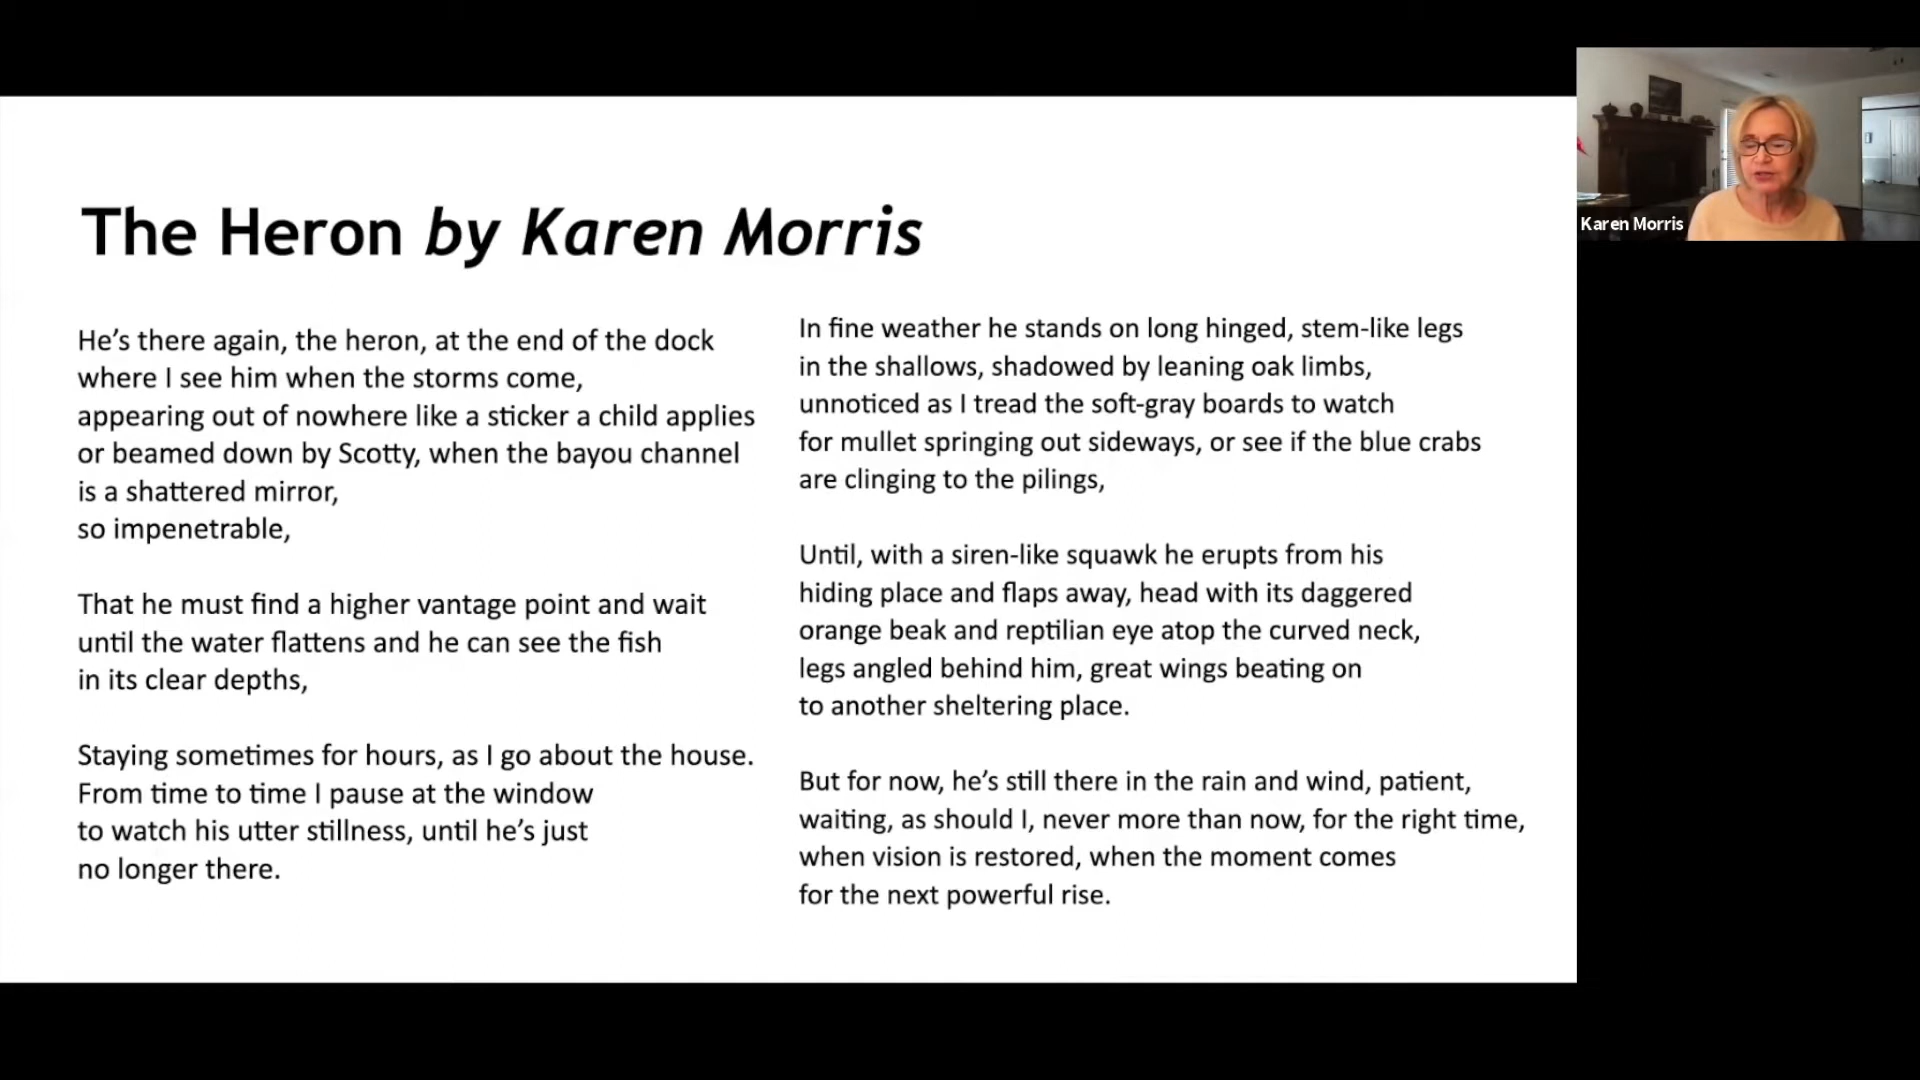 The Heron by Karen Morris
He's there again, the heron, at the end of the dock
where I see him when the storms come,
appearing out of nowhere like a sticker a child applies
or beamed down by Scotty, when the bayou channel
is a shattered mirror,
so impenetrable,
That he must find a higher vantage point and wait
until the water flattens and he can see the fish
in its clear depths,
Staying sometimes for hours, as I go about the house.
From time to time I pause at the window
to watch his utter stillness, until he's just
no longer there.
In fine weather he stands on long hinged, stem-like legs
in the shallows, shadowed by leaning oak limbs,
unnoticed as I tread the soft-gray boards to watch
for mullet springing out sideways, or see if the blue crabs
are clinging to the pilings,
Until, with a siren-like squawk he erupts from his
hiding place and flaps away, head with its daggered
orange beak and reptilian eye atop the curved neck,
legs angled behind him, great wings beating on
to another sheltering place.
But for now, he's still there in the rain and wind, patient,
waiting, as should I, never more than now, for the right time,
when vision is restored, when the moment comes
for the next powerful rise.
Karen Morris